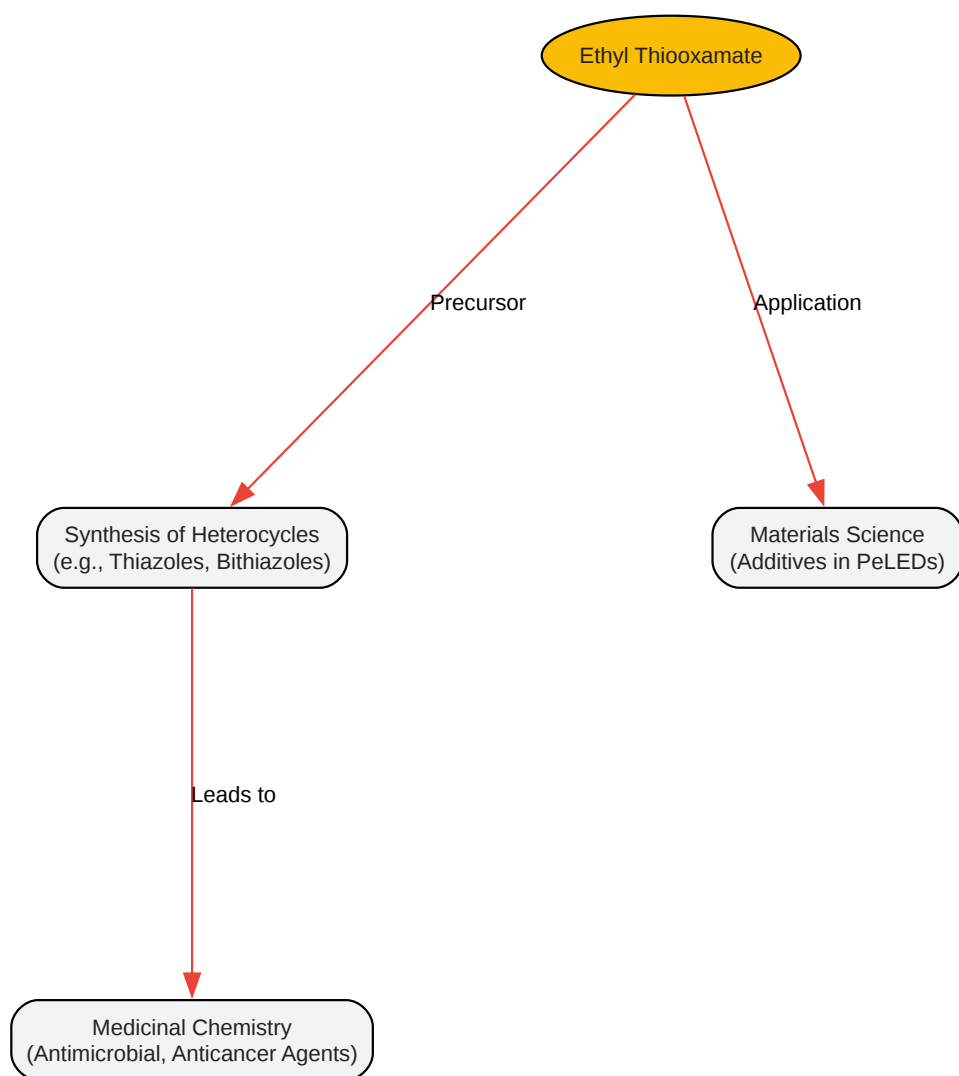 Ethyl Thiooxamate
Precursor
Application
Synthesis of Heterocycles
(e.g., Thiazoles, Bithiazoles)
Materials Science
(Additives in PeLEDs)
Leads to
Medicinal Chemistry
(Antimicrobial, Anticancer Agents)